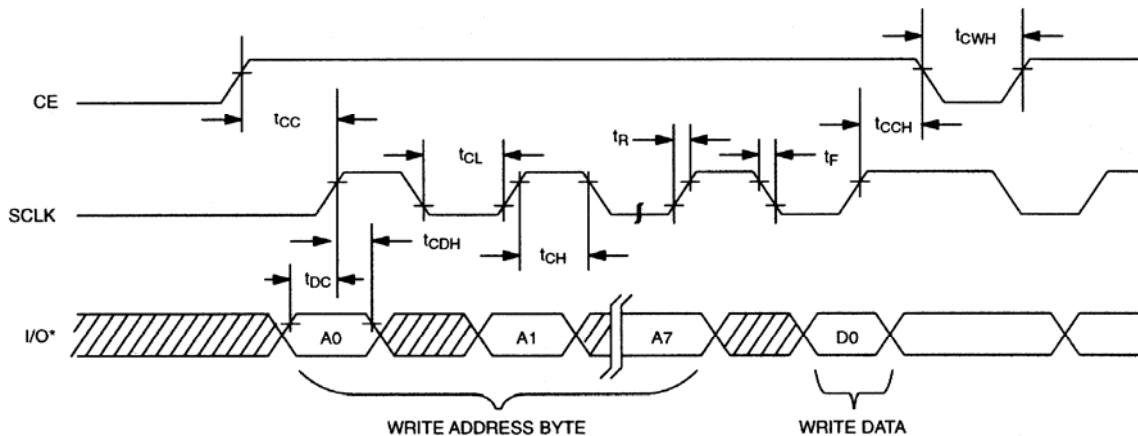 tCWH
CE
tCC
tCCH
tR
tCL
tF
SCLK
tCDH
tCH
tDC
I/O*
A0
A1
A7
D0
WRITE ADDRESS BYTE
WRITE DATA